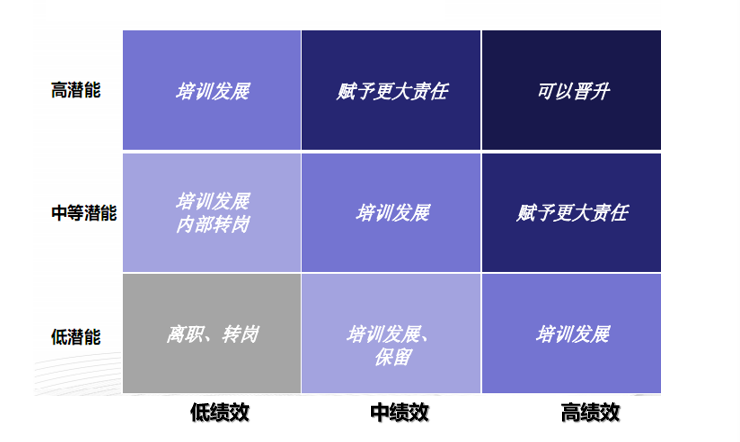 高潜能
培训发展
赋予更大责任
可以晋升
中等潜能
培训发展
内部转岗
培训发展
赋予更大责任
低潜能
离职、转岗
培训发展、
保留
培训发展
低绩效
中绩效
高绩效